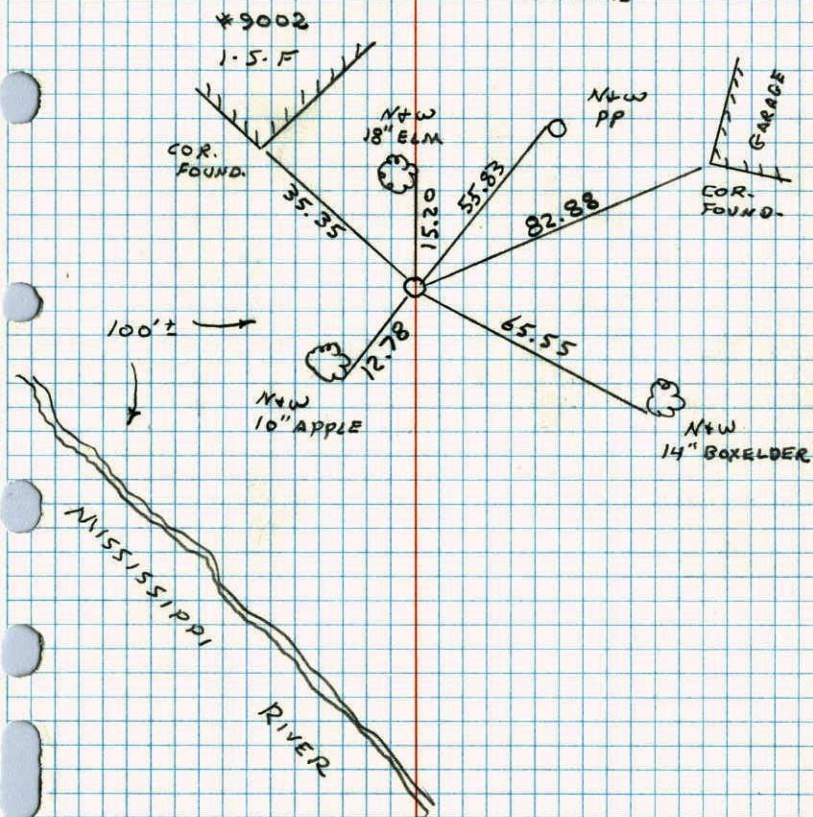 #9002
1.S.F
COR.
FOUND.
35.35
N&W
18" ELM
15.20
N&W
PP
55.83
82.88
GARAGE
COR.
FOUND.
100'±
12.78
N&W
10" APPLE
65.55
N&W
14" BOXELDER
MISSISSIPPI
RIVER